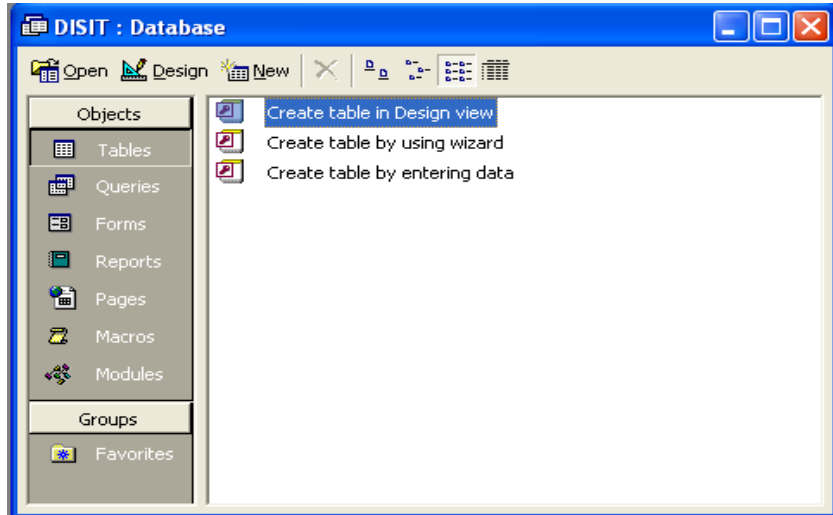 DISIT : Database
Open Design New
Objects
Tables
Queries
Forms
Reports
Pages
Macros
Modules
Groups
Favorites
Create table in Design view
Create table by using wizard
Create table by entering data